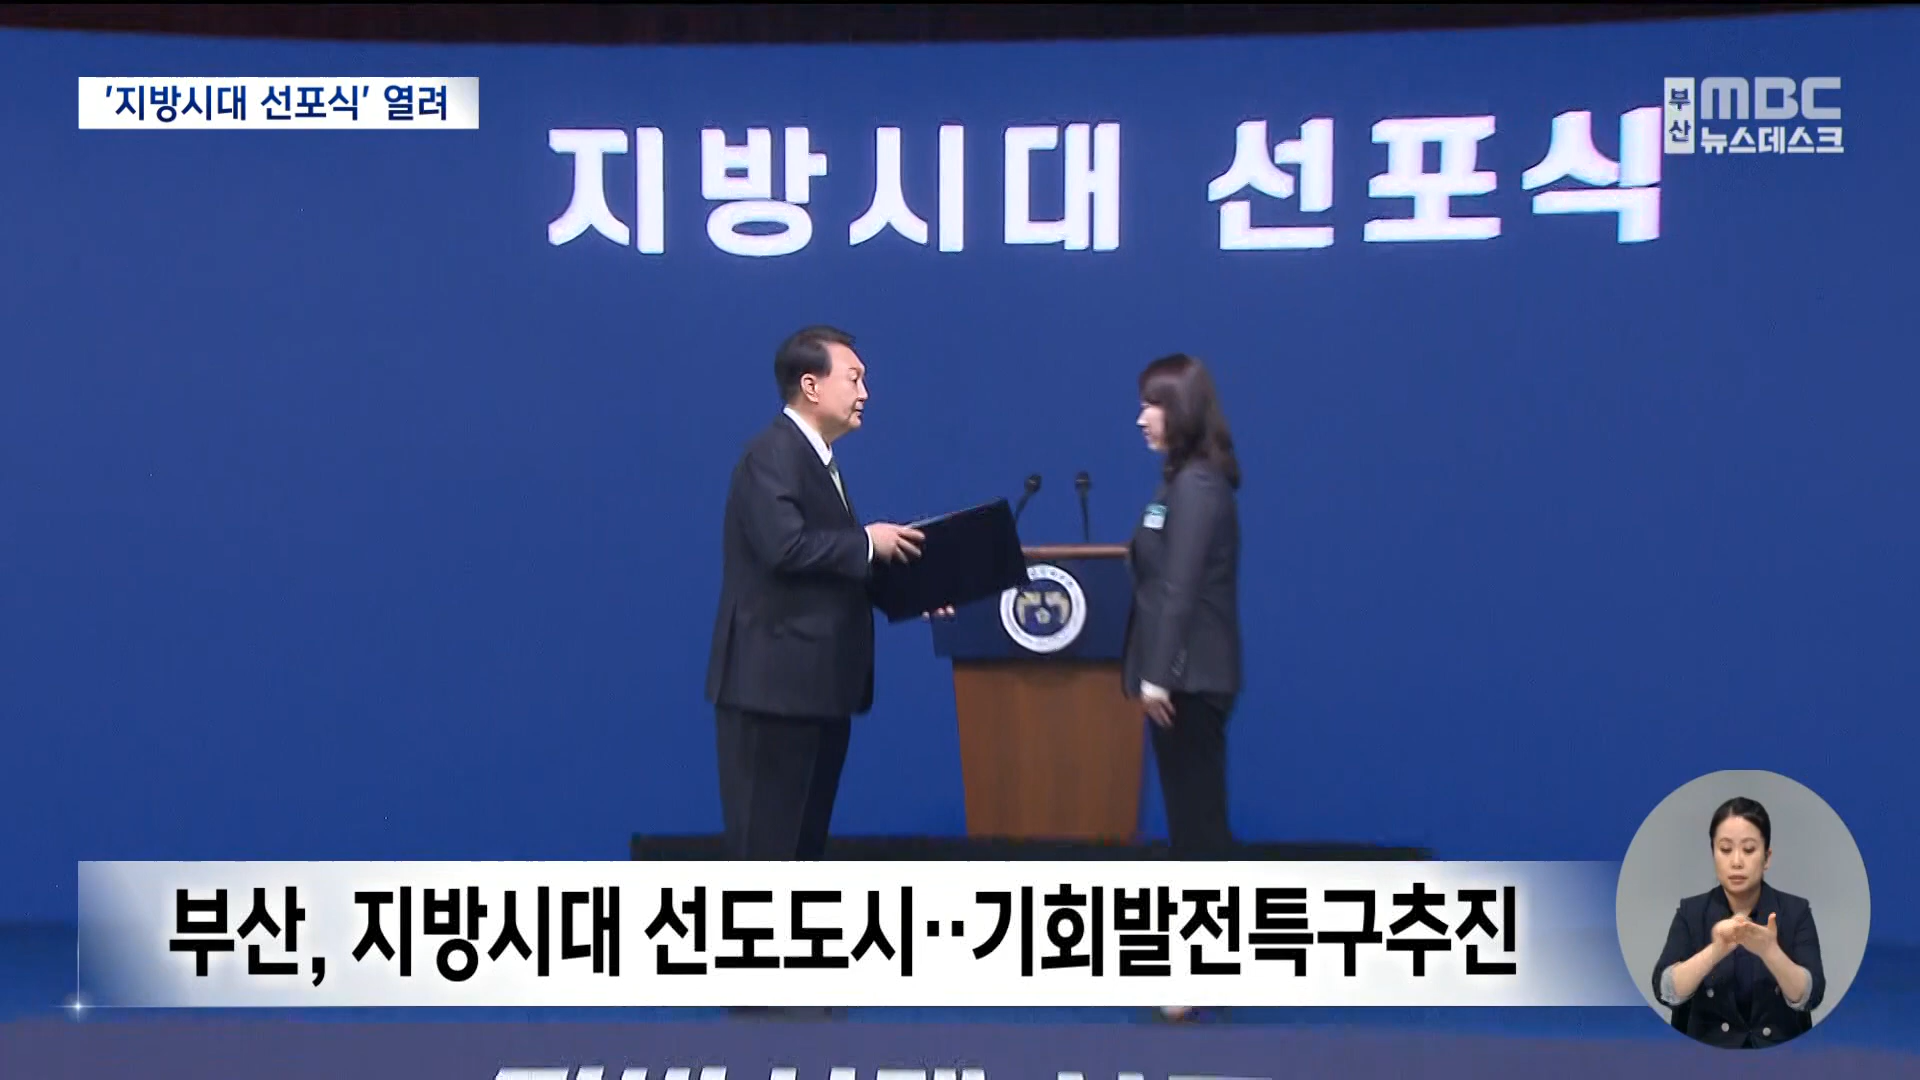 '지방시대 선포식' 열려
부산
MBC
뉴스데스크
지방시대 선포식
부산, 지방시대 선도도시··기회발전특구추진